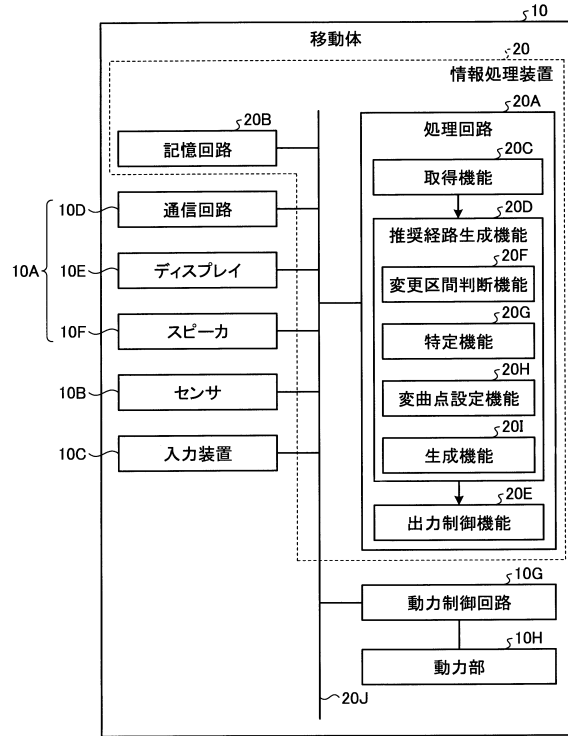 10
移動体
20
情報処理装置
20B
記憶回路
20A
処理回路
20C
取得機能
20D
推奨経路生成機能
20F
変更区間判断機能
20G
特定機能
20H
変曲点設定機能
20I
生成機能
20E
出力制御機能
10A
10D
通信回路
10E
ディスプレイ
10F
スピーカ
10B
センサ
10C
入力装置
10G
動力制御回路
10H
動力部
20J